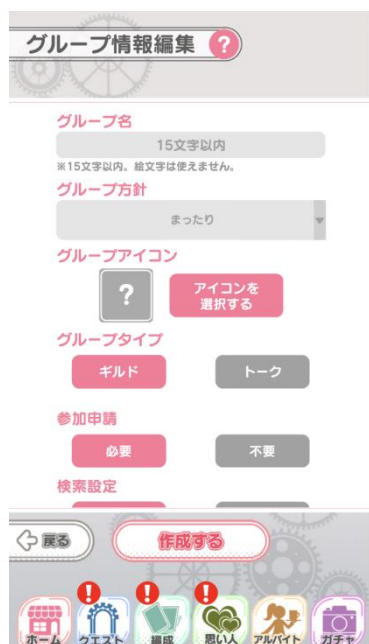 グループ情報編集 ?
グループ名
15文字以内
※15文字以内。絵文字は使えません。
グループ方針
まったり
グループアイコン
?
アイコンを
選択する
グループタイプ
ギルド トーク
参加申請
必要 不要
検索設定
戻る 作成する
! ! !
ホーム クエスト 編成 思い人 アルバイト ガチャ